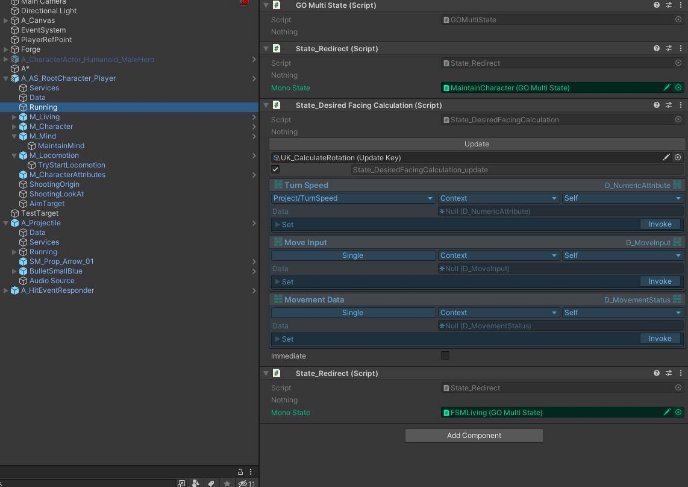 Main Camera
Directional Light
A_Canvas
EventSystem
PlayerRefPoint
Forge
A_CharacterActor_Humanoid_MaleHero
A*
A_AS_RootCharacter_Player
Services
Data
Running
M_Living
M_Character
M_Mind
MaintainMind
M_Locomotion
TryStartLocomotion
M_CharacterAttributes
ShootingOrigin
ShootingLookAt
AimTarget
TestTarget
A_Projectile
Data
Services
Running
SM_Prop_Arrow_01
BulletSmallBlue
Audio Source
A_HitEventResponder
11
GO Multi State (Script)
Script GOMultiState
Nothing
State_Redirect (Script)
Script State_Redirect
Mono State MaintainCharacter (GO Multi State)
State_Desired Facing Calculation (Script)
Script State_DesiredFacingCalculation
Nothing
Update
UK_CalculateRotation (Update Key)
State_DesiredFacingCalculation_update
Turn Speed D_NumericAttribute
Project/TurnSpeed Context Self
Data Null (D_NumericAttribute)
Set Invoke
Move Input D_MoveInput
Single Context Self
Data Null (D_MoveInput)
Set Invoke
Movement Data D_MovementStatus
Single Context Self
Data Null (D_MovementStatus)
Set Invoke
Immediate
State_Redirect (Script)
Script State_Redirect
Nothing
Mono State FSMLiving (GO Multi State)
Add Component